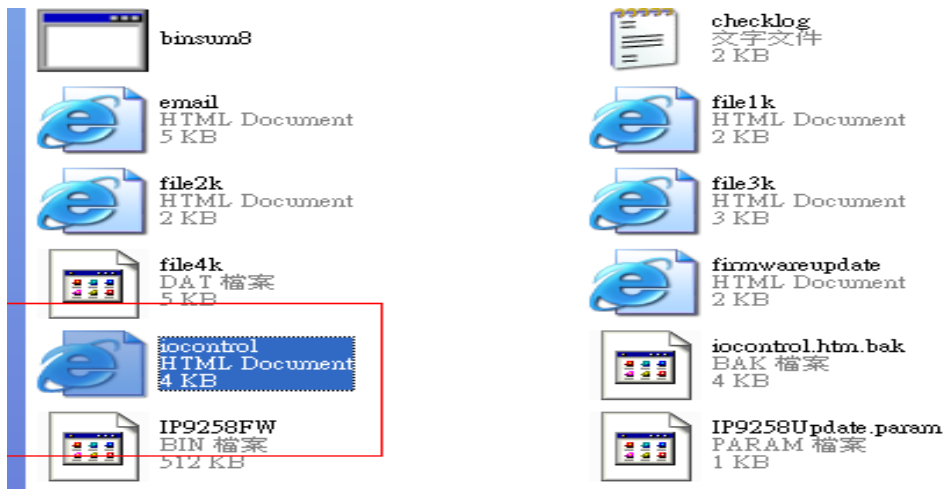 binsum8
checklog
文字文件
2 KB
email
HTML Document
5 KB
file1k
HTML Document
2 KB
file2k
HTML Document
2 KB
file3k
HTML Document
3 KB
file4k
DAT 檔案
5 KB
firmwareupdate
HTML Document
2 KB
iocontrol
HTML Document
4 KB
iocontrol.htm.bak
BAK 檔案
4 KB
IP9258FW
BIN 檔案
512 KB
IP9258Update.param
PARAM 檔案
1 KB